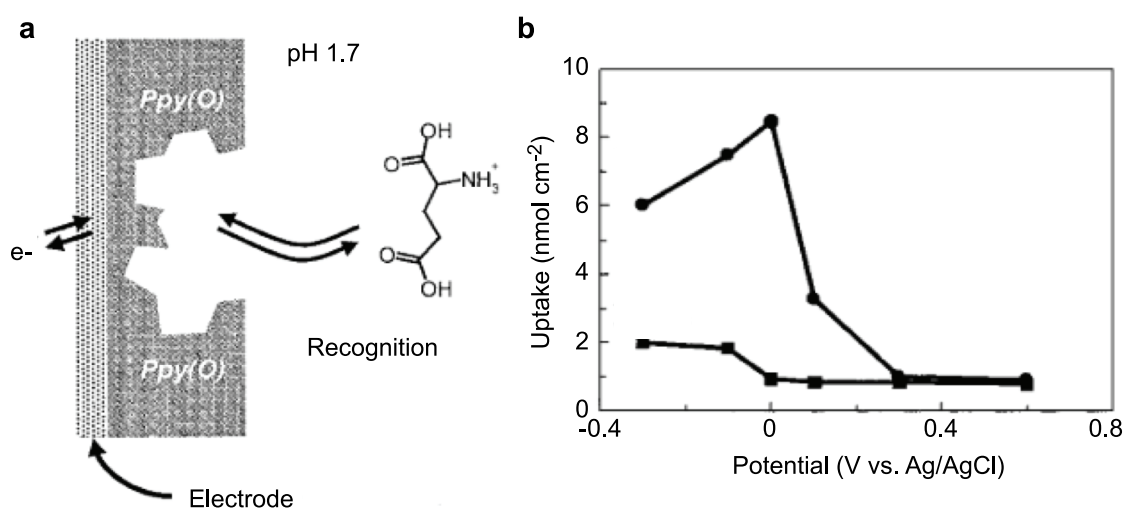 a
pH 1.7
Ppy(O)
OH
O
NH3+
e-
O
OH
Recognition
Ppy(O)
Electrode
b
10
8
6
4
2
0
Uptake (nmol cm-2)
-0.4
0
0.4
0.8
Potential (V vs. Ag/AgCl)